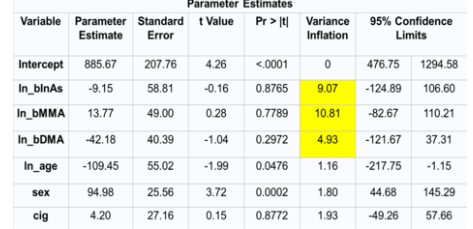 Parameter Estimates
Variable Parameter Estimate Standard Error t Value Pr > |t| Variance Inflation 95% Confidence Limits
Intercept 885.67 207.76 4.26 <.0001 0 476.75 1294.58
ln_bInAs -9.15 58.81 -0.16 0.8765 9.07 -124.89 106.60
ln_bMMA 13.77 49.00 0.28 0.7789 10.81 -82.67 110.21
ln_bDMA -42.18 40.39 -1.04 0.2972 4.93 -121.67 37.31
ln_age -109.45 55.02 -1.99 0.0476 1.16 -217.75 -1.15
sex 94.98 25.56 3.72 0.0002 1.80 44.68 145.29
cig 4.20 27.16 0.15 0.8772 1.93 -49.26 57.66